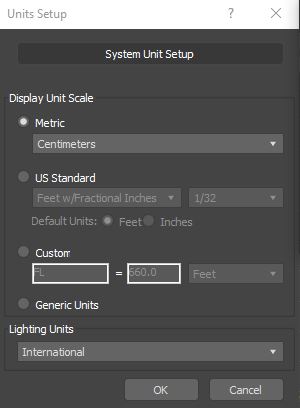 Units Setup
? ×
System Unit Setup
Display Unit Scale
Metric
Centimeters
US Standard
Feet w/Fractional Inches 1/32
Default Units: Feet Inches
Custom
FL = 660.0 Feet
Generic Units
Lighting Units
International
OK Cancel